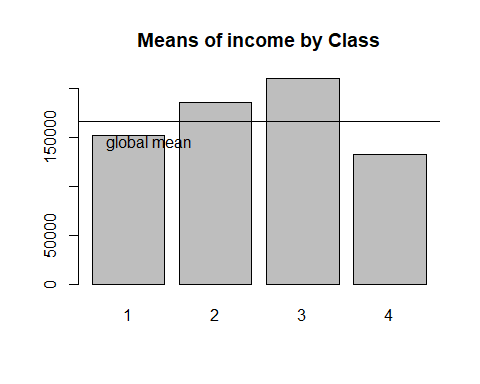 Means of income by Class
150000
50000
0
global mean
1 2 3 4